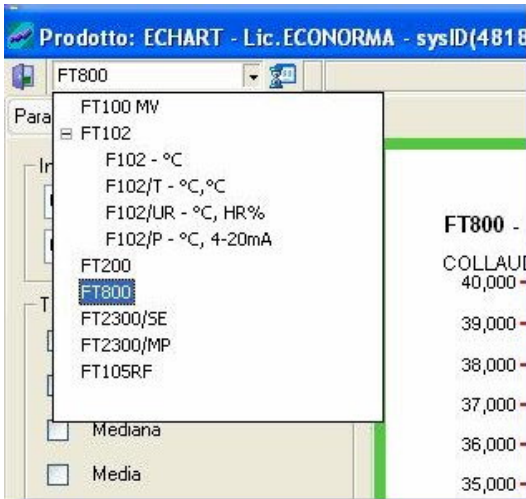 Prodotto: ECHART - Lic.ECONORMA - sysID(4818
FT800
Para
FT100 MV
FT102
F102 - °C
F102/T - °C,°C
F102/UR - °C, HR%
F102/P - °C, 4-20mA
FT200
FT800
FT2300/SE
FT2300/MP
FT105RF
In
T
Mediana
Media
FT800 -
COLLAU
40,000
39,000
38,000
37,000
36,000
35,000